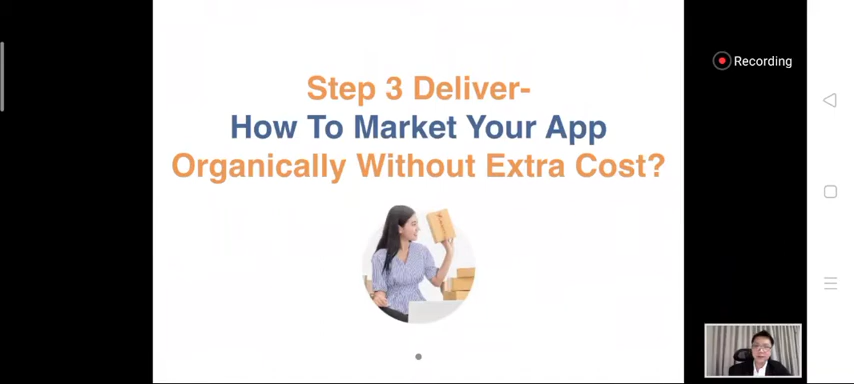 Step 3 Deliver-
How To Market Your App
Organically Without Extra Cost?
Recording